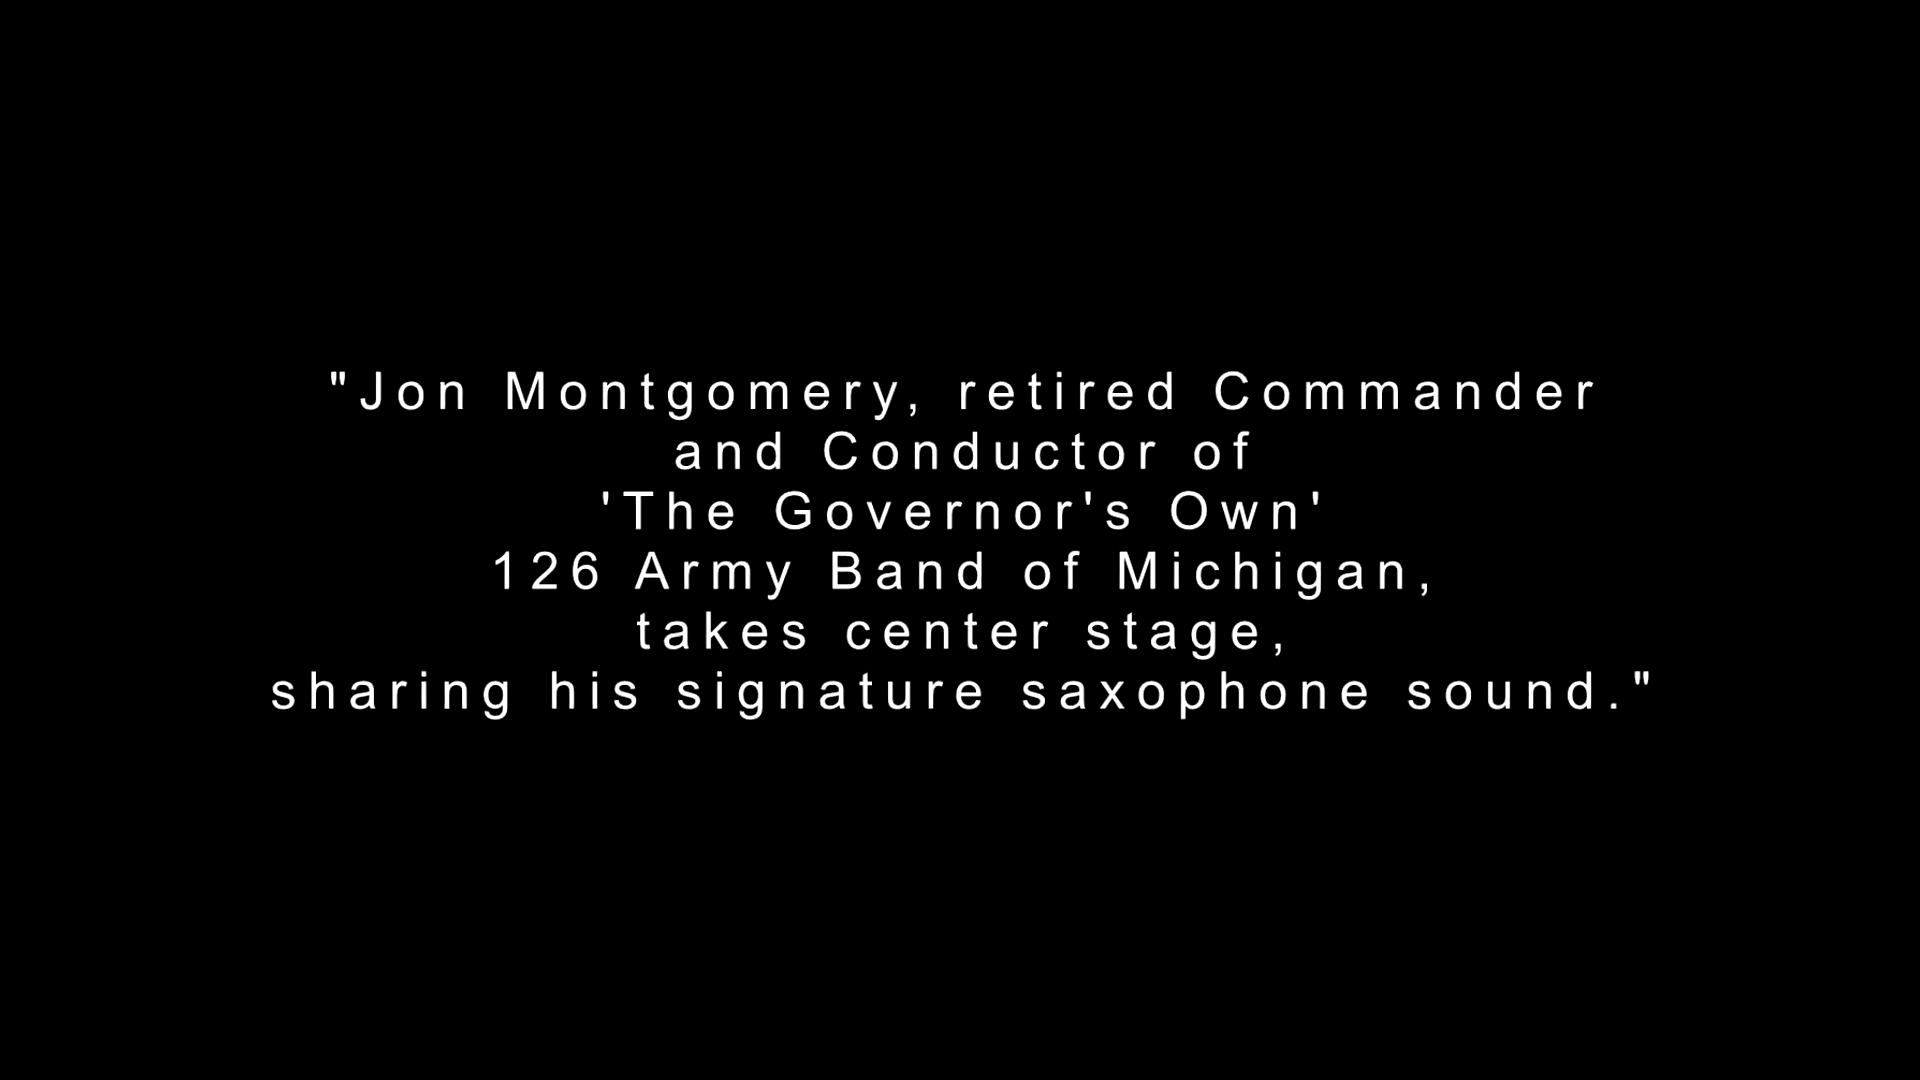 "Jon Montgomery, retired Commander
and Conductor of
'The Governor's Own'
126 Army Band of Michigan,
takes center stage,
sharing his signature saxophone sound."